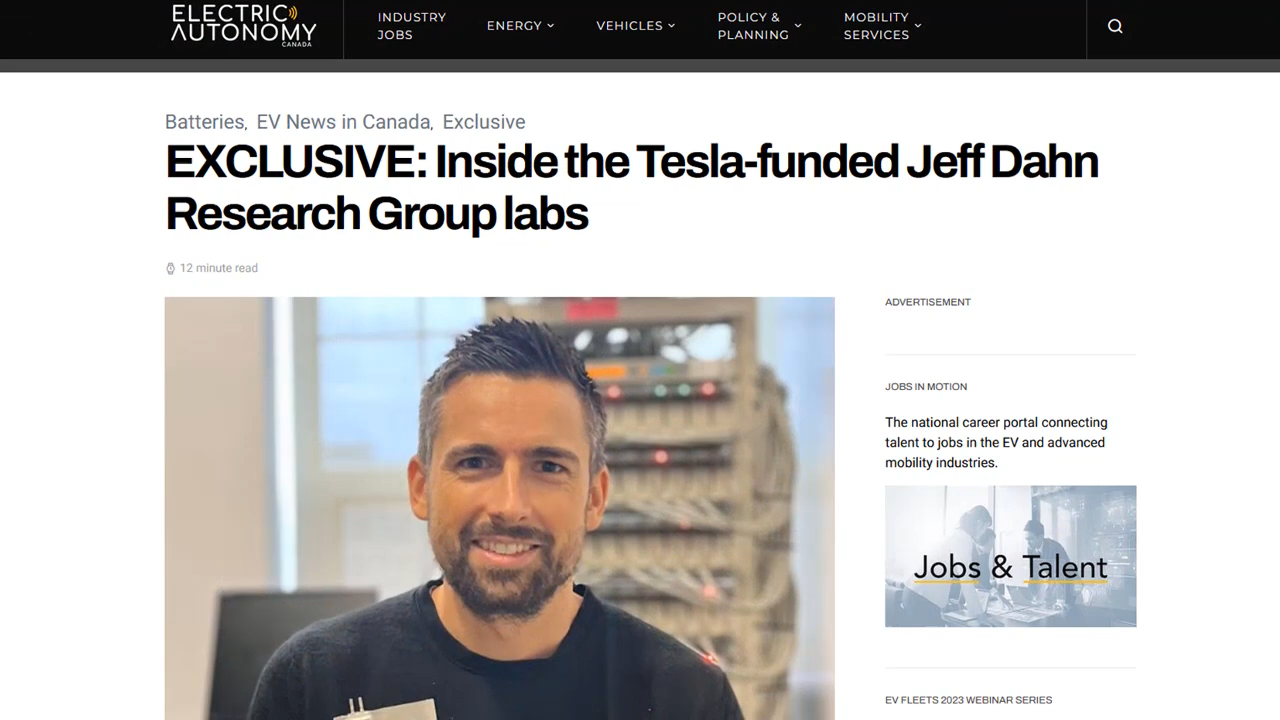 ELECTRIC
AUTONOMY
CANADA
INDUSTRY
JOBS
ENERGY
VEHICLES
POLICY &
PLANNING
MOBILITY
SERVICES
Batteries, EV News in Canada, Exclusive
EXCLUSIVE: Inside the Tesla-funded Jeff Dahn
Research Group labs
12 minute read
ADVERTISEMENT
JOBS IN MOTION
The national career portal connecting
talent to jobs in the EV and advanced
mobility industries.
Jobs & Talent
EV FLEETS 2023 WEBINAR SERIES